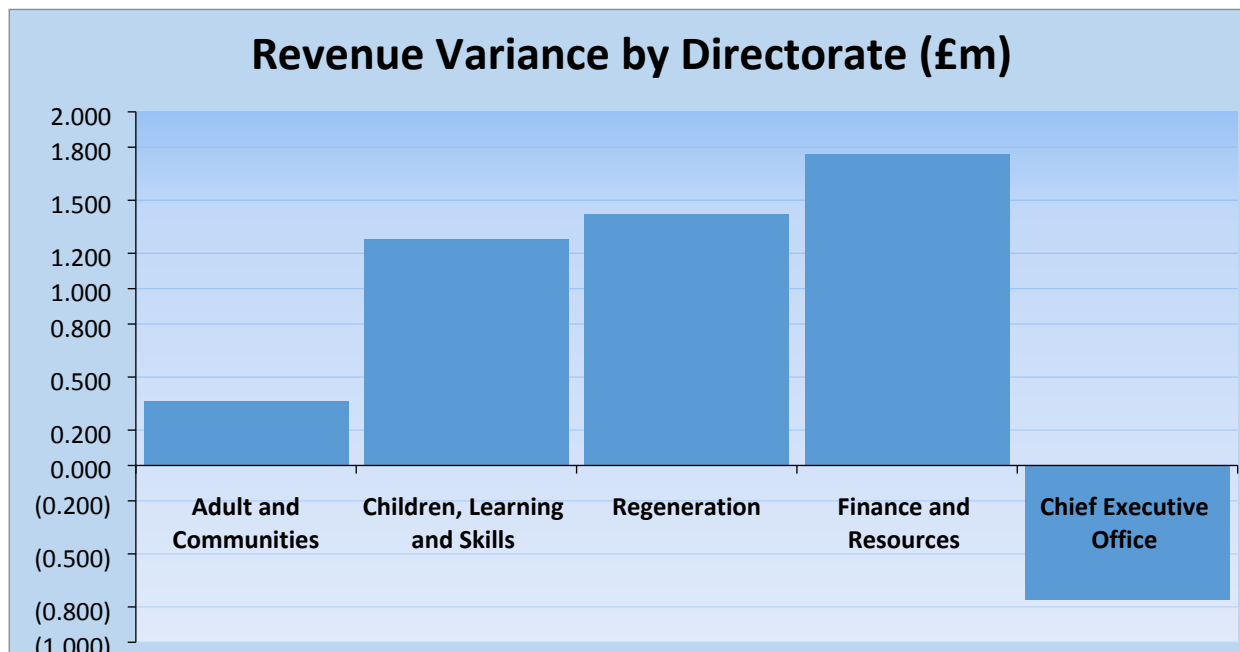 Revenue Variance by Directorate (£m)
2.000
1.800
1.500
1.200
1.000
0.800
0.500
0.200
0.000
(0.200)
(0.500)
(0.800)
(1.000)
Adult and
Communities
Children, Learning
and Skills
Regeneration
Finance and
Resources
Chief Executive
Office